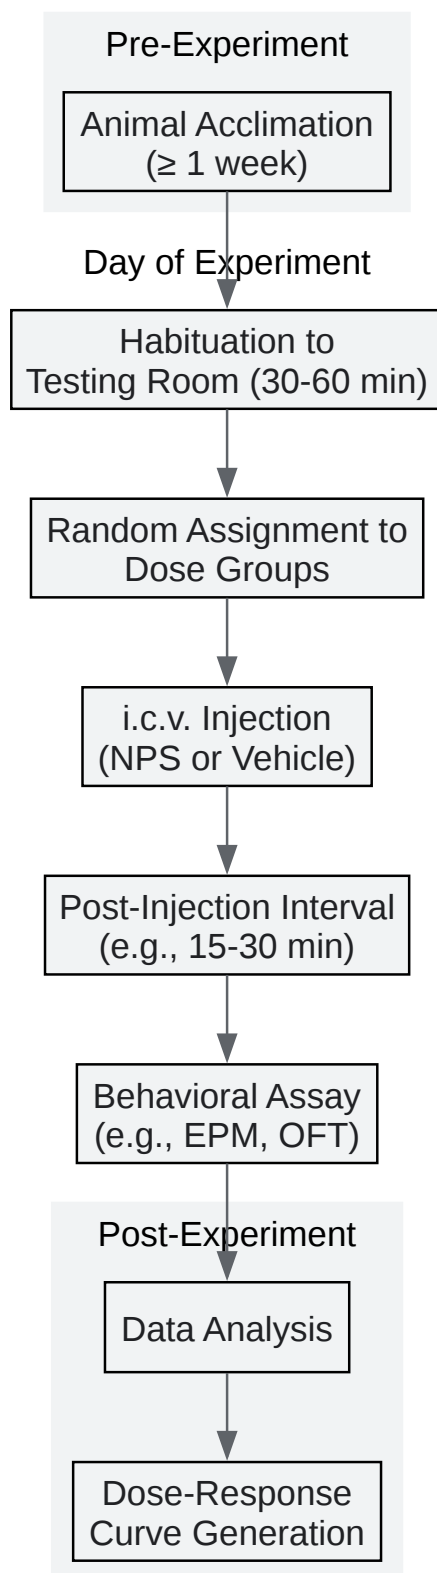 Pre-Experiment
Animal Acclimation
(≥ 1 week)
Day of Experiment
Habituation to
Testing Room (30-60 min)
Random Assignment to
Dose Groups
i.c.v. Injection
(NPS or Vehicle)
Post-Injection Interval
(e.g., 15-30 min)
Behavioral Assay
(e.g., EPM, OFT)
Post-Experiment
Data Analysis
Dose-Response
Curve Generation